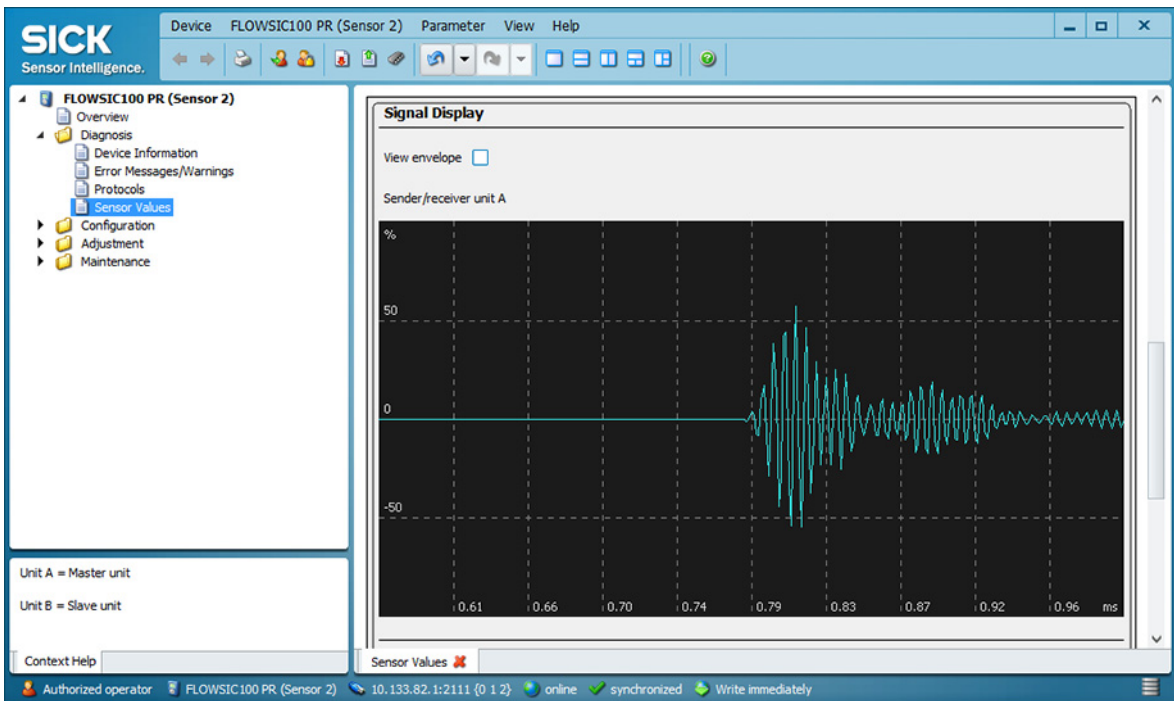 SICK
Sensor Intelligence.
Device FLOWSIC100 PR (Sensor 2) Parameter View Help
FLOWSIC100 PR (Sensor 2)
Overview
Diagnosis
Device Information
Error Messages/Warnings
Protocols
Sensor Values
Configuration
Adjustment
Maintenance
Unit A = Master unit
Unit B = Slave unit
Context Help
Signal Display
View envelope
Sender/receiver unit A
%
50
0
-50
0.61 0.66 0.70 0.74 0.79 0.83 0.87 0.92 0.96 ms
Sensor Values
Authorized operator FLOWSIC100 PR (Sensor 2) 10.133.82.1:2111 {0 1 2} online synchronized Write immediately